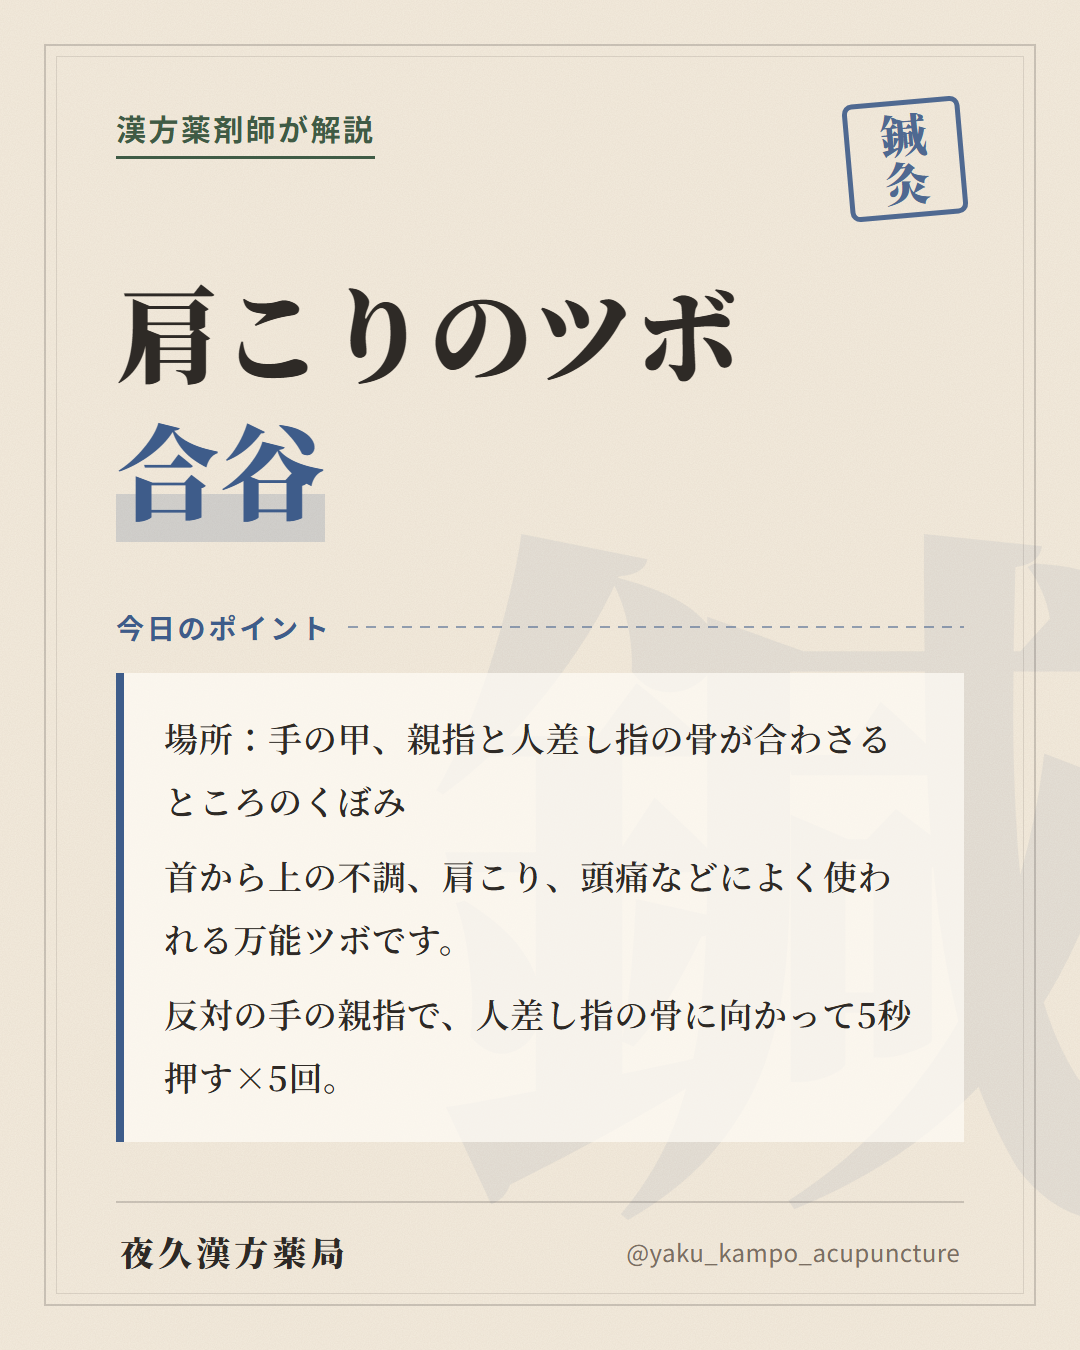 漢方薬剤師が解説
鍼灸
肩こりのツボ
合谷
今日のポイント
場所：手の甲、親指と人差し指の骨が合わさる
ところのくぼみ
首から上の不調、肩こり、頭痛などによく使わ
れる万能ツボです。
反対の手の親指で、人差し指の骨に向かって5秒
押す×5回。
夜久漢方薬局
@yaku_kampo_acupuncture
鍼